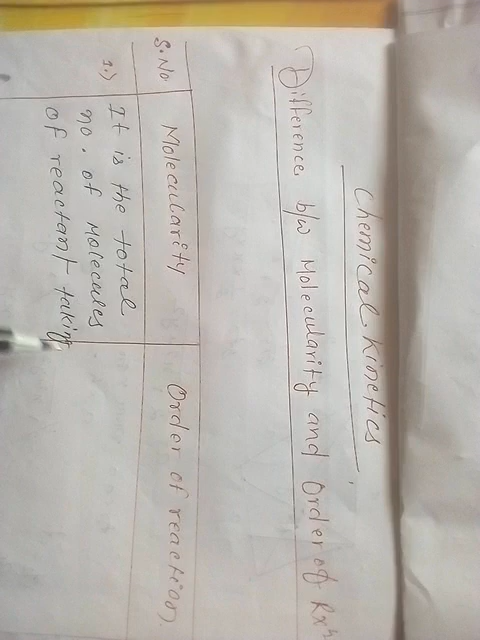 Chemical kinetics
Difference b/w Molecularity and Order of Rxⁿ
S.No Molecularity Order of reaction.
1.) It is the total
no. of Molecules
of reactant taking